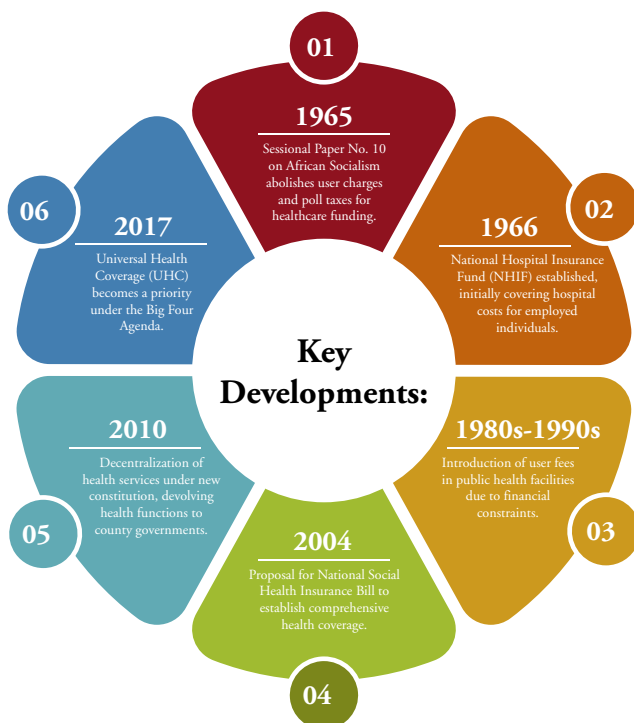 Key
Developments:
01
1965
Sessional Paper No. 10
on African Socialism
abolishes user charges
and poll taxes for
healthcare funding.
02
1966
National Hospital Insurance
Fund (NHIF) established,
initially covering hospital
costs for employed
individuals.
03
1980s-1990s
Introduction of user fees
in public health facilities
due to financial
constraints.
04
2004
Proposal for National Social
Health Insurance Bill to
establish comprehensive
health coverage.
05
2010
Decentralization of
health services under new
constitution, devolving
health functions to
county governments.
06
2017
Universal Health
Coverage (UHC)
becomes a priority
under the Big Four
Agenda.